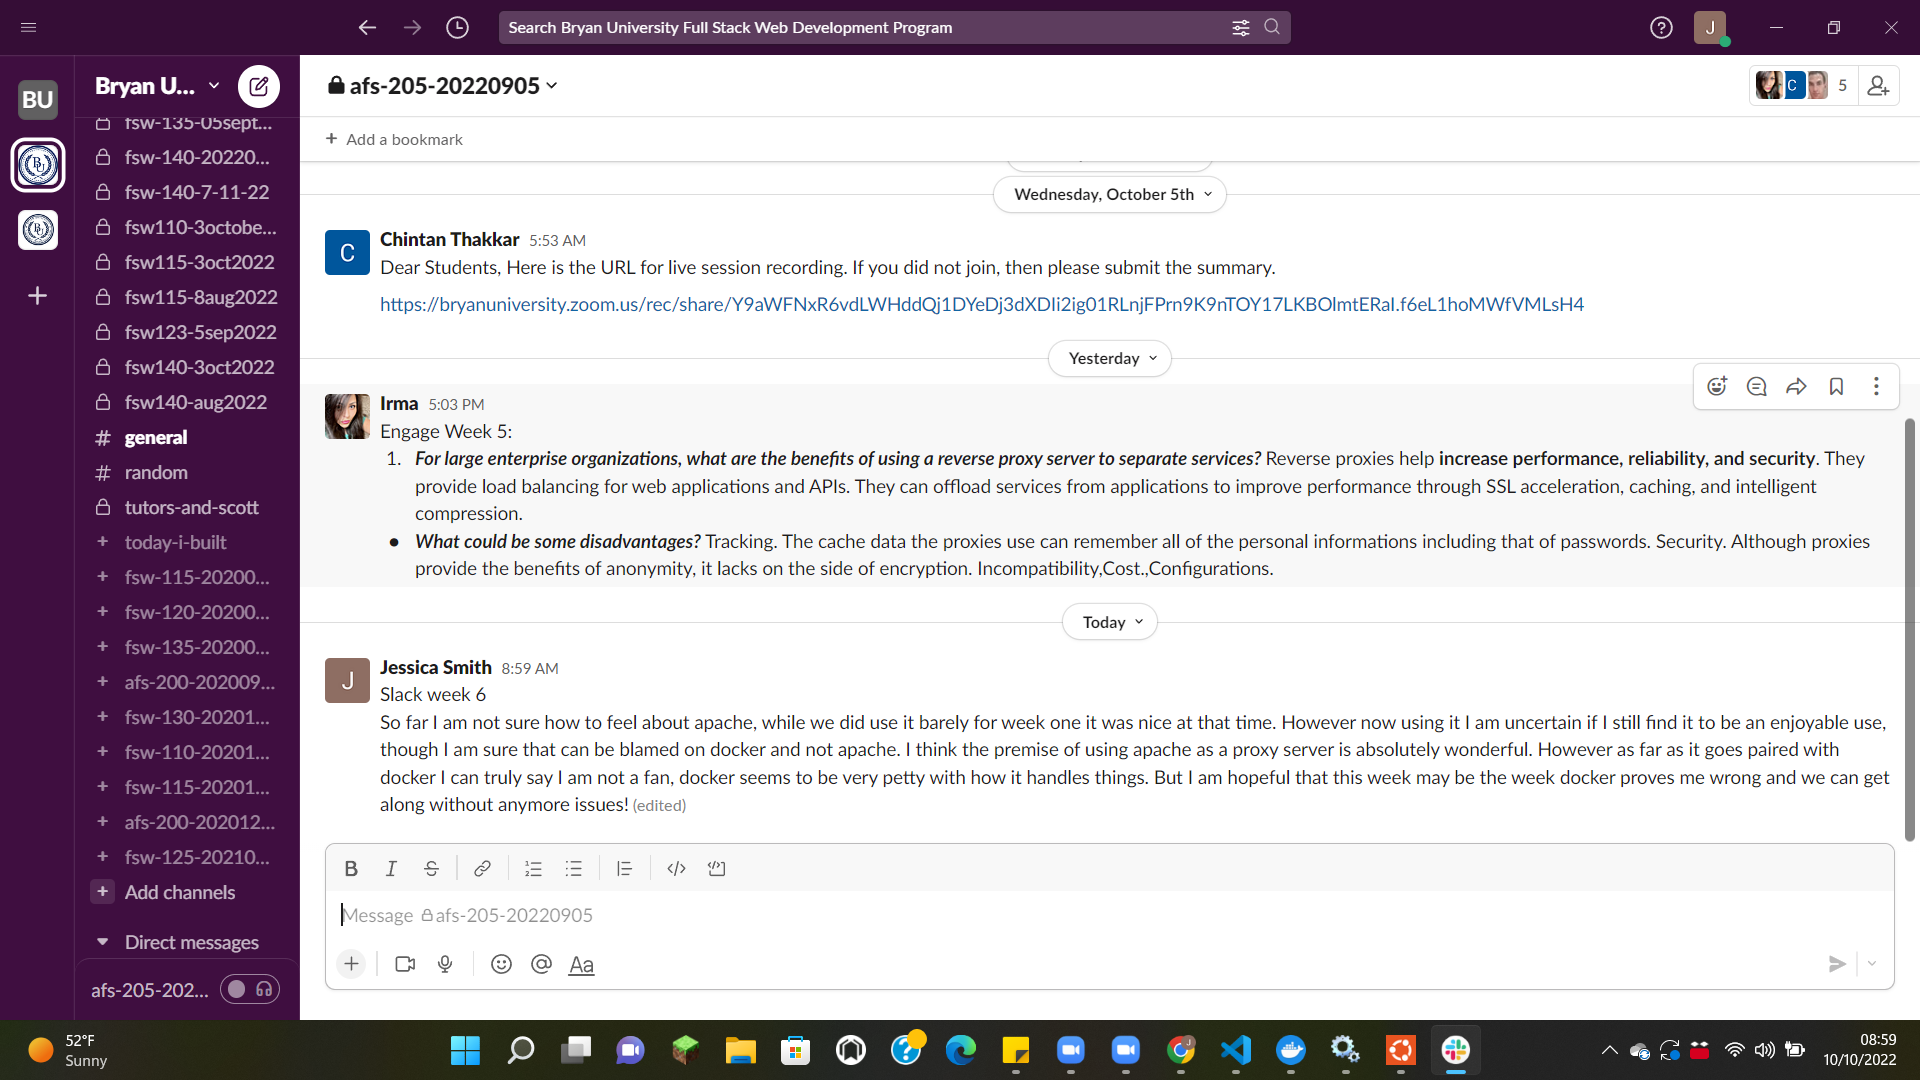 Search Bryan University Full Stack Web Development Program
J
BU
Bryan U...
fsw-135-05sept...
fsw-140-20220...
fsw-140-7-11-22
fsw110-3octobe...
fsw115-3oct2022
fsw115-8aug2022
fsw123-5sep2022
fsw140-3oct2022
fsw140-aug2022
general
random
tutors-and-scott
today-i-built
fsw-115-20200...
fsw-120-20200...
fsw-135-20200...
afs-200-202009...
fsw-130-20201...
fsw-110-20201...
fsw-115-20201...
afs-200-202012...
fsw-125-20210...
Add channels
Direct messages
afs-205-202...
afs-205-20220905
C
5
Add a bookmark
Wednesday, October 5th
C
Chintan Thakkar 5:53 AM
Dear Students, Here is the URL for live session recording. If you did not join, then please submit the summary.
https://bryanuniversity.zoom.us/rec/share/Y9aWFNxR6vdLWHddQj1DYeDj3dXDIi2ig01RLnjFPrn9K9nTOY17LKBOlmtERaI.f6eL1hoMWfVMLsH4
Yesterday
Irma 5:03 PM
Engage Week 5:
1. For large enterprise organizations, what are the benefits of using a reverse proxy server to separate services? Reverse proxies help increase performance, reliability, and security. They
provide load balancing for web applications and APIs. They can offload services from applications to improve performance through SSL acceleration, caching, and intelligent
compression.
• What could be some disadvantages? Tracking. The cache data the proxies use can remember all of the personal informations including that of passwords. Security. Although proxies
provide the benefits of anonymity, it lacks on the side of encryption. Incompatibility,Cost.,Configurations.
Today
J
Jessica Smith 8:59 AM
Slack week 6
So far I am not sure how to feel about apache, while we did use it barely for week one it was nice at that time. However now using it I am uncertain if I still find it to be an enjoyable use,
though I am sure that can be blamed on docker and not apache. I think the premise of using apache as a proxy server is absolutely wonderful. However as far as it goes paired with
docker I can truly say I am not a fan, docker seems to be very petty with how it handles things. But I am hopeful that this week may be the week docker proves me wrong and we can get
along without anymore issues! (edited)
Message afs-205-20220905
Aa
52°F
Sunny
08:59
10/10/2022